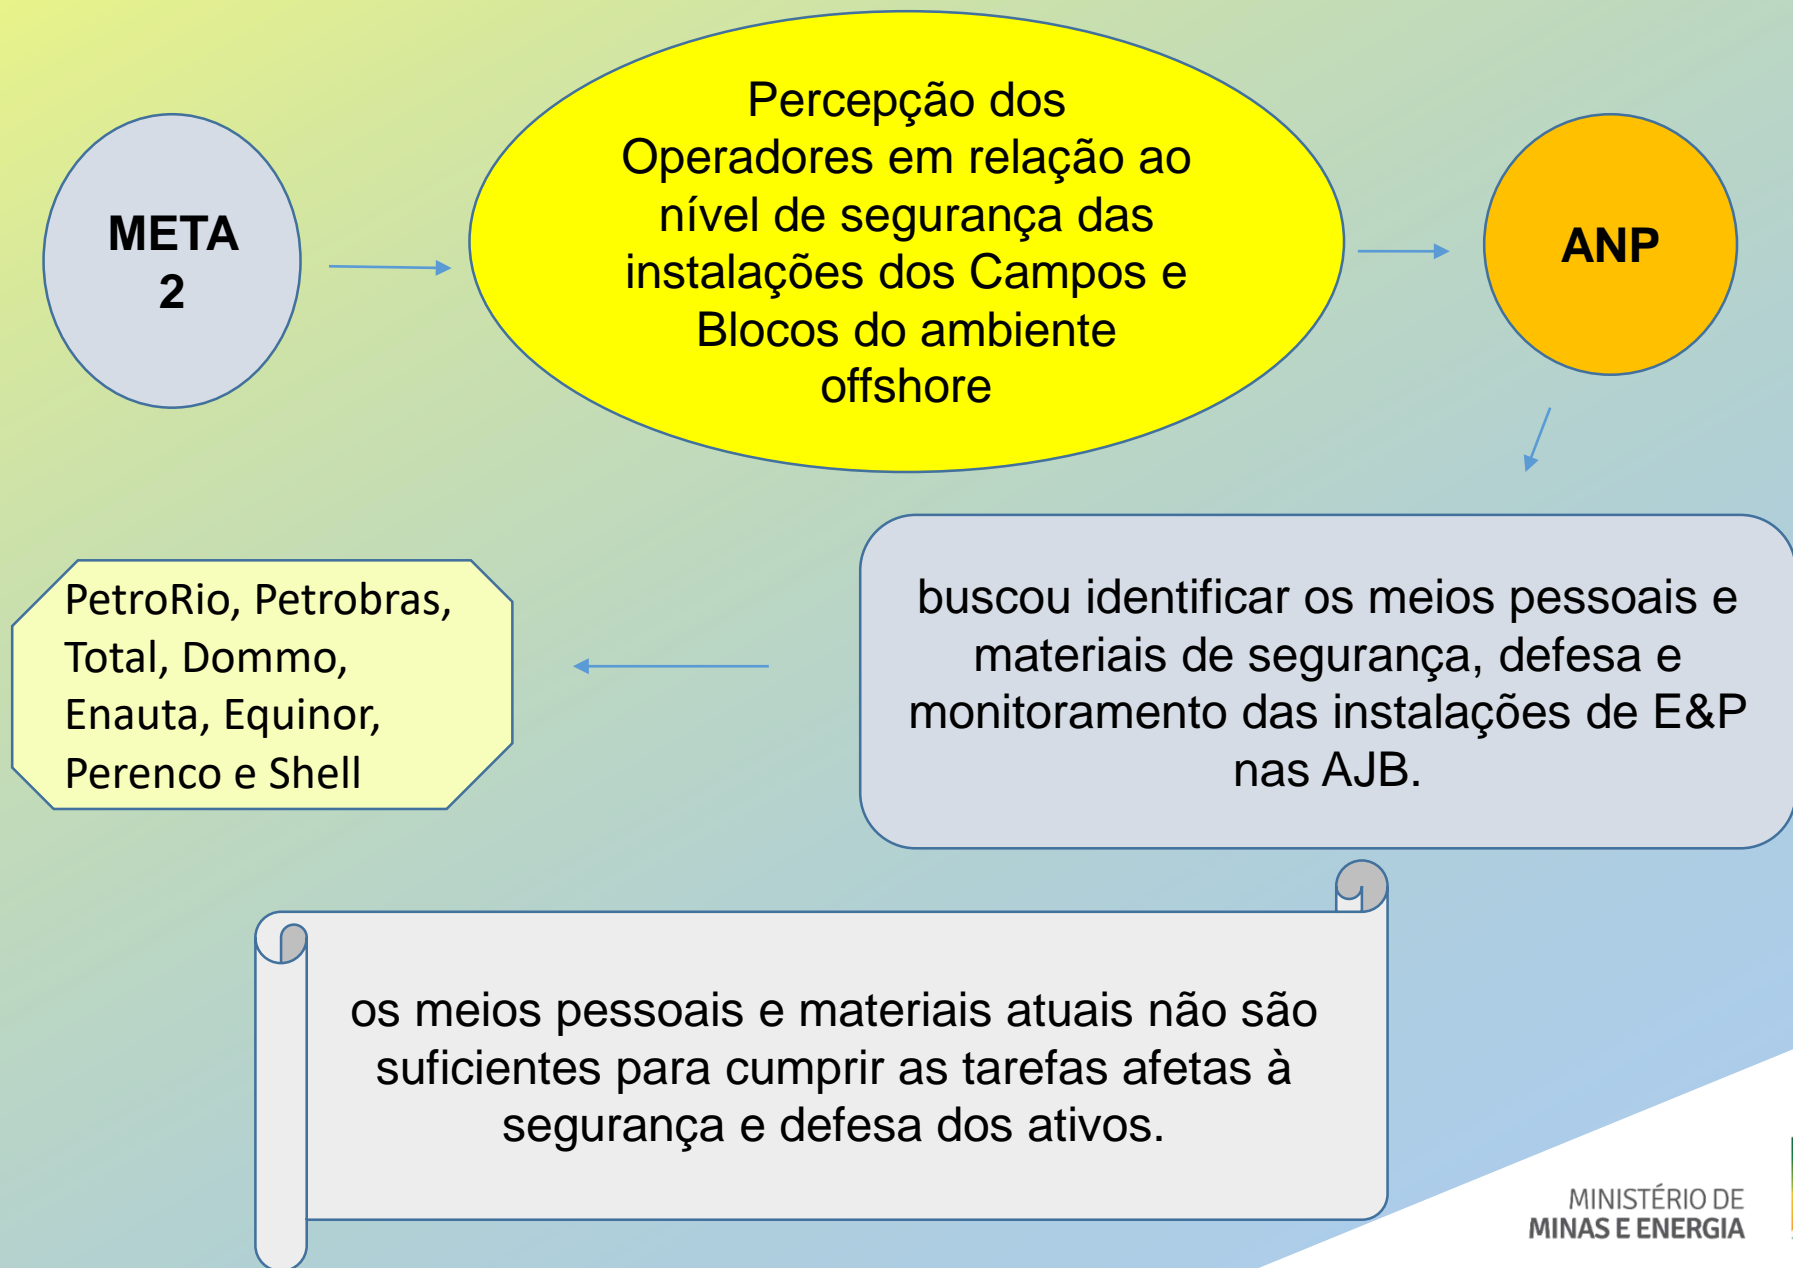 META
2
Percepção dos
Operadores em relação ao
nível de segurança das
instalações dos Campos e
Blocos do ambiente
offshore
ANP
buscou identificar os meios pessoais e
materiais de segurança, defesa e
monitoramento das instalações de E&P
nas AJB.
PetroRio, Petrobras,
Total, Dommo,
Enauta, Equinor,
Perenco e Shell
os meios pessoais e materiais atuais não são
suficientes para cumprir as tarefas afetas à
segurança e defesa dos ativos.
MINISTÉRIO DE
MINAS E ENERGIA